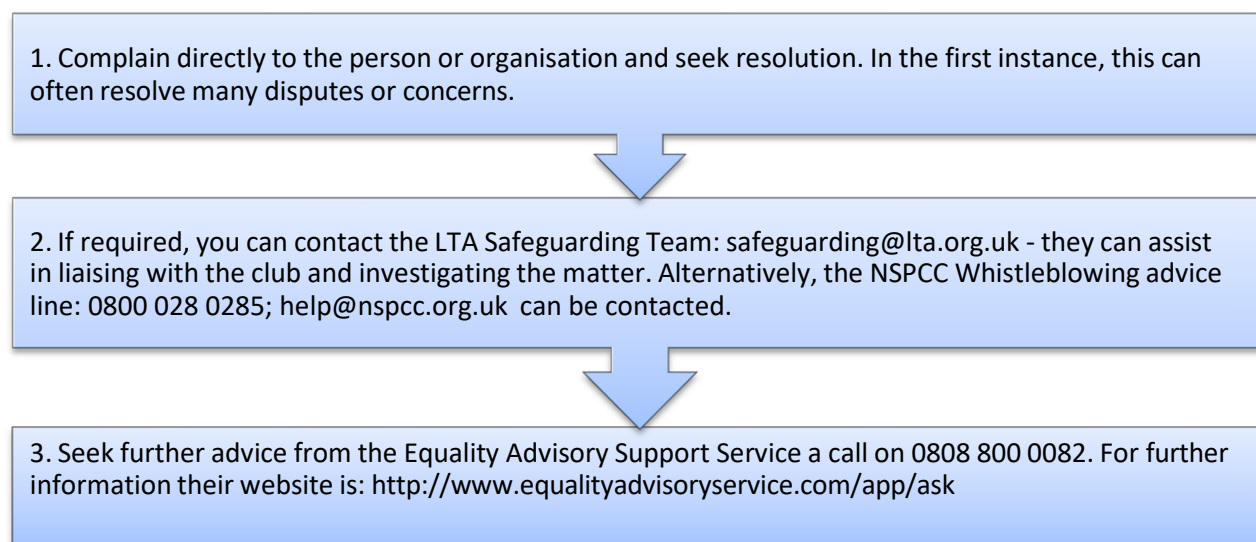 1. Complain directly to the person or organisation and seek resolution. In the first instance, this can
often resolve many disputes or concerns.
2. If required, you can contact the LTA Safeguarding Team: safeguarding@lta.org.uk - they can assist
in liaising with the club and investigating the matter. Alternatively, the NSPCC Whistleblowing advice
line: 0800 028 0285; help@nspcc.org.uk  can be contacted.
3. Seek further advice from the Equality Advisory Support Service a call on 0808 800 0082. For further
information their website is: http://www.equalityadvisoryservice.com/app/ask